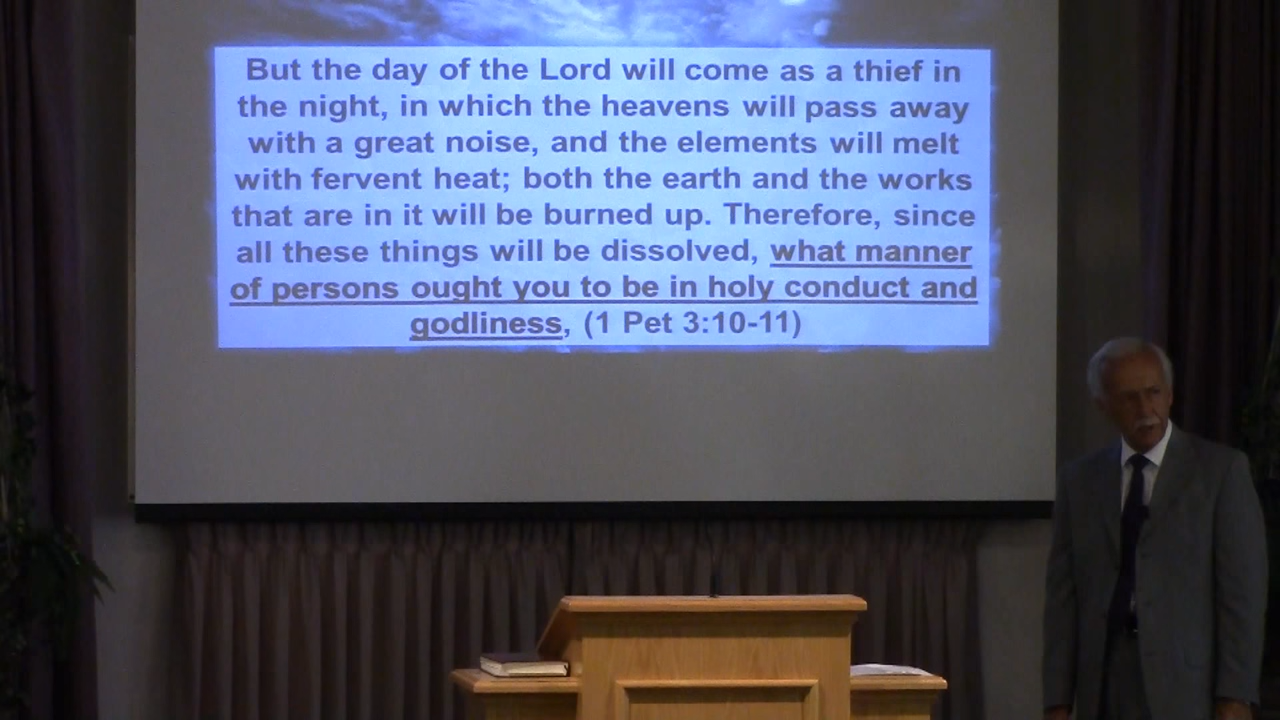 But the day of the Lord will come as a thief in
the night, in which the heavens will pass away
with a great noise, and the elements will melt
with fervent heat; both the earth and the works
that are in it will be burned up. Therefore, since
all these things will be dissolved, what manner
of persons ought you to be in holy conduct and
godliness, (1 Pet 3:10-11)